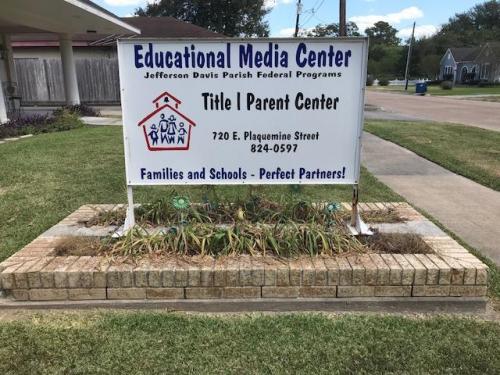 Educational Media Center
Jefferson Davis Parish Federal Programs
Title I Parent Center
720 E. Plaquemine Street
824-0597
Families and Schools - Perfect Partners!